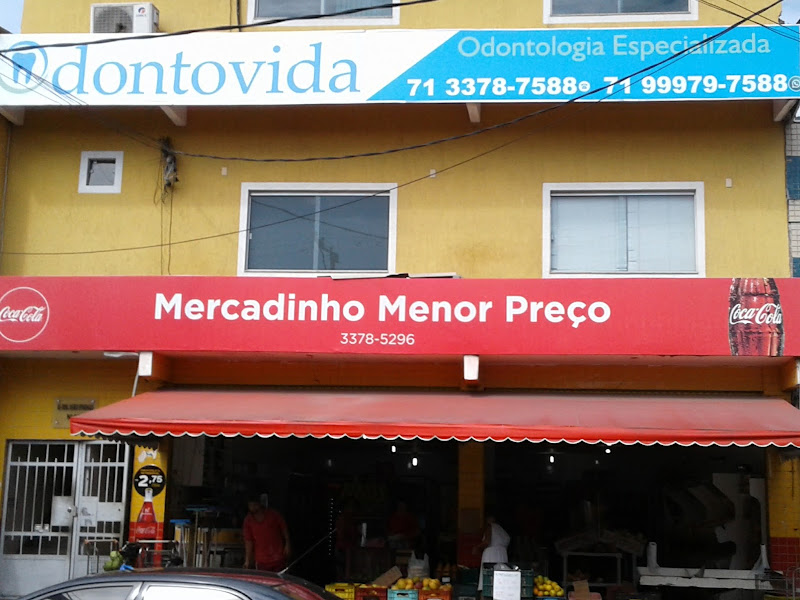 Odontovida
Odontologia Especializada
71 3378-7588 71 99979-7588
Mercadinho Menor Preço
3378-5296
Coca-Cola
Coca-Cola
2,75